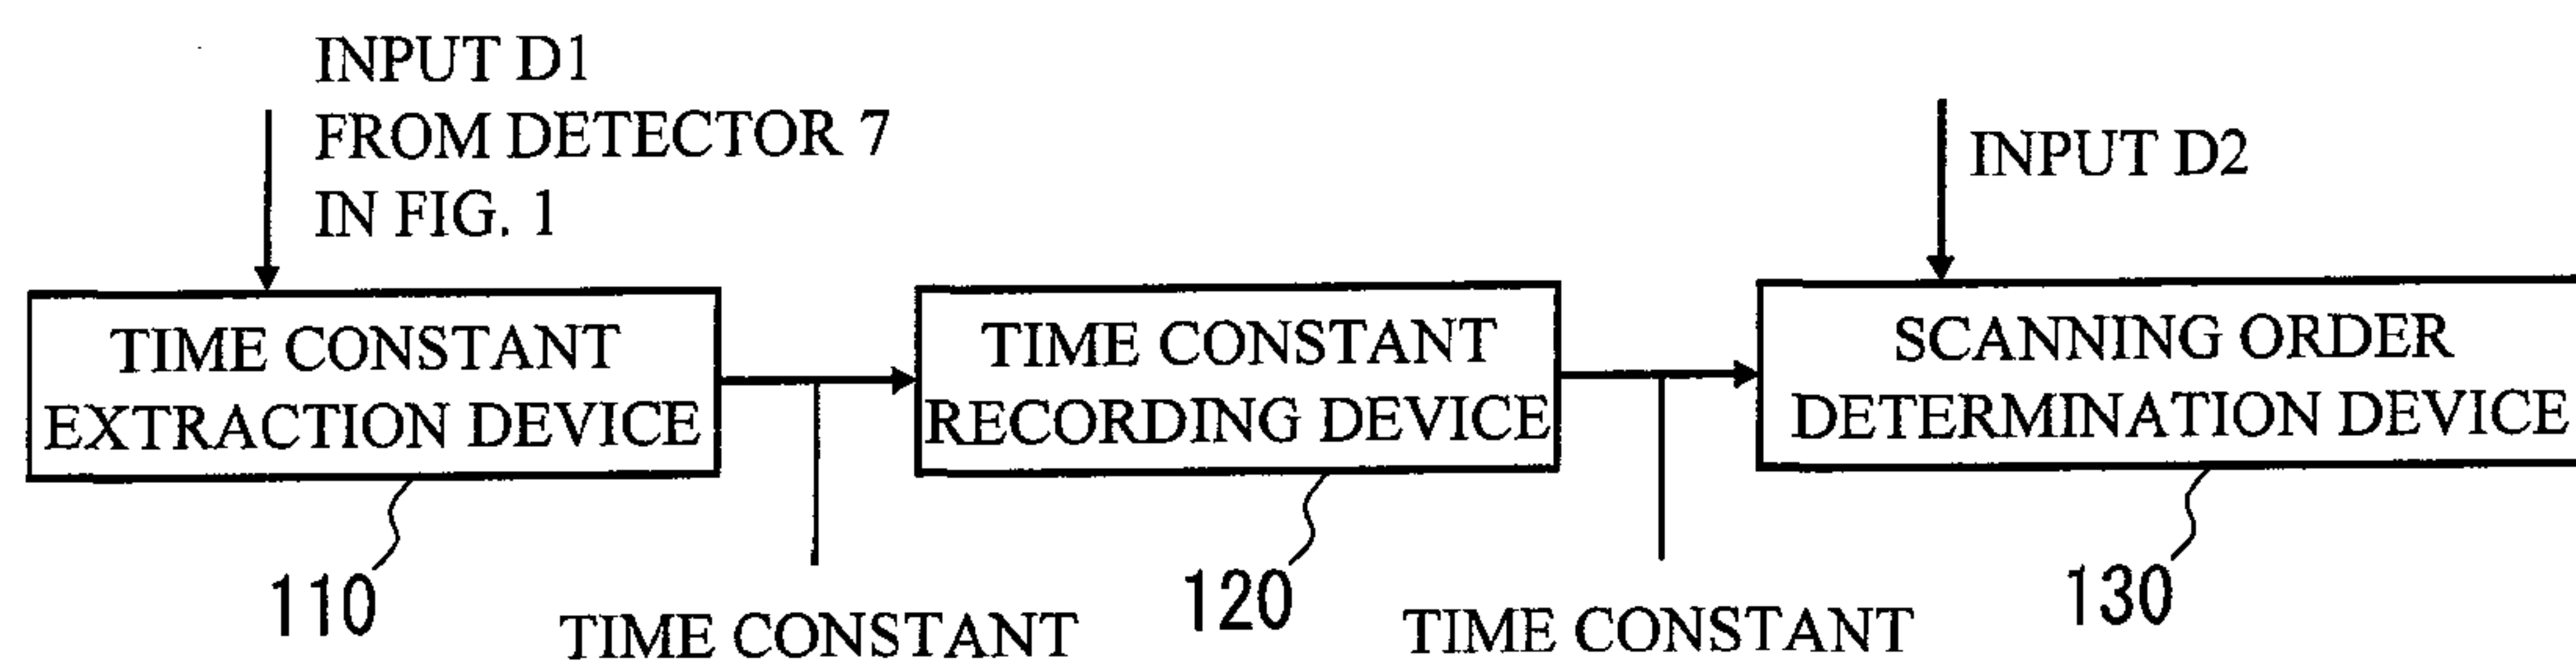 INPUT D1
FROM DETECTOR 7
IN FIG. 1
INPUT D2
TIME CONSTANT
EXTRACTION DEVICE
TIME CONSTANT
RECORDING DEVICE
SCANNING ORDER
DETERMINATION DEVICE
110
TIME CONSTANT
120
TIME CONSTANT
130